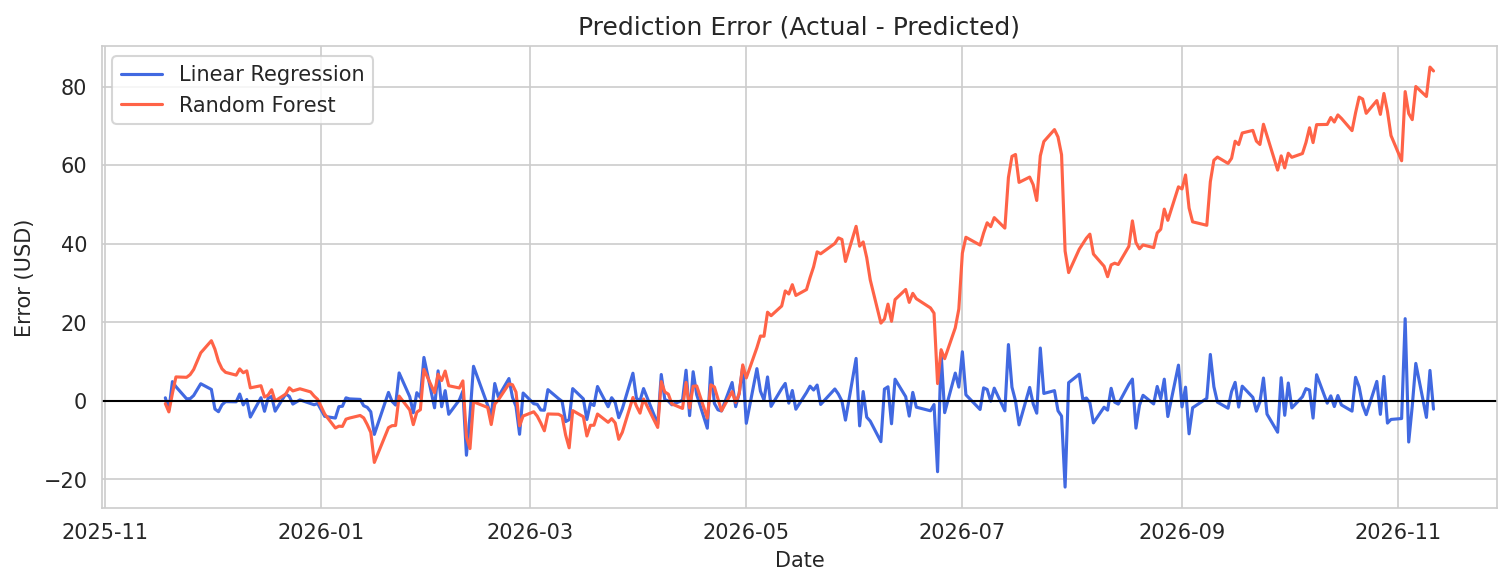 Prediction Error (Actual - Predicted)
Linear Regression
Random Forest
Error (USD)
80
60
40
20
0
−20
2025-11
2026-01
2026-03
2026-05
2026-07
2026-09
2026-11
Date